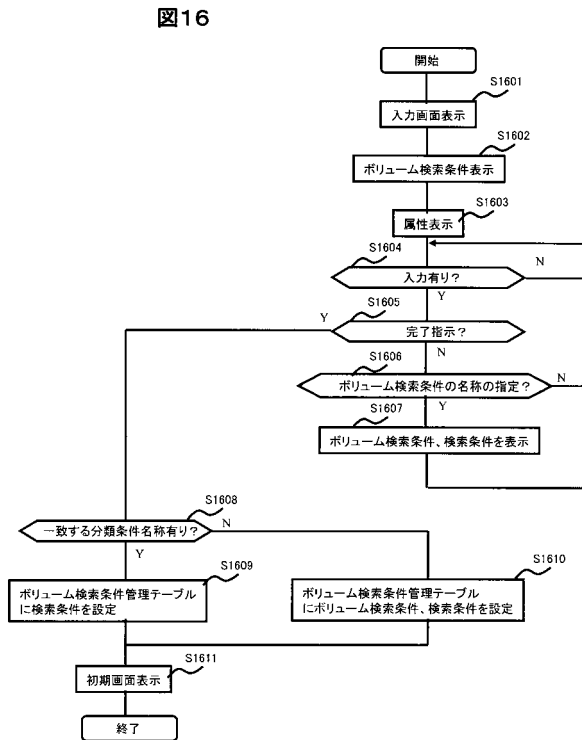 図16
開始
S1601
入力画面表示
S1602
ボリューム検索条件表示
S1603
属性表示
S1604
入力有り?
N
Y
S1605
Y
完了指示?
N
S1606
ボリューム検索条件の名称の指定?
N
Y
S1607
ボリューム検索条件、検索条件を表示
S1608
一致する分類条件名称有り?
N
Y
S1609
ボリューム検索条件管理テーブル
に検索条件を設定
S1610
ボリューム検索条件管理テーブル
にボリューム検索条件、検索条件を設定
S1611
初期画面表示
終了